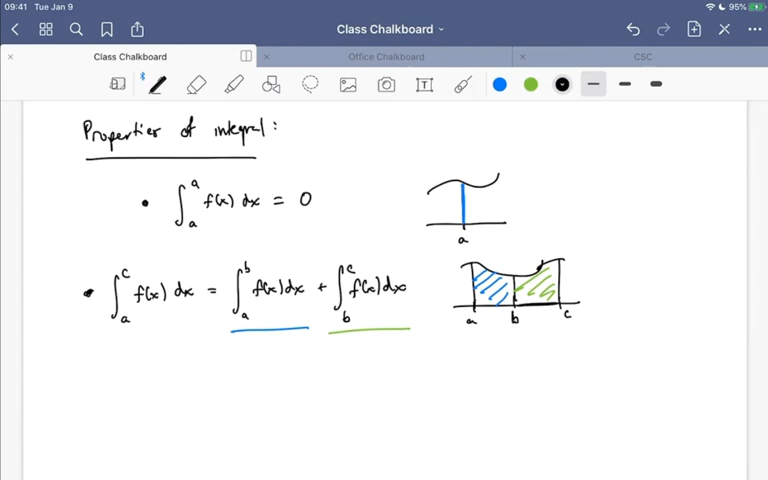 09:41 Tue Jan 9 95%
Class Chalkboard
Class Chalkboard Office Chalkboard CSC
Properties of integral:
• ∫_a^a f(x) dx = 0
a
• ∫_a^c f(x) dx = ∫_a^b f(x) dx + ∫_b^c f(x) dx
a b c